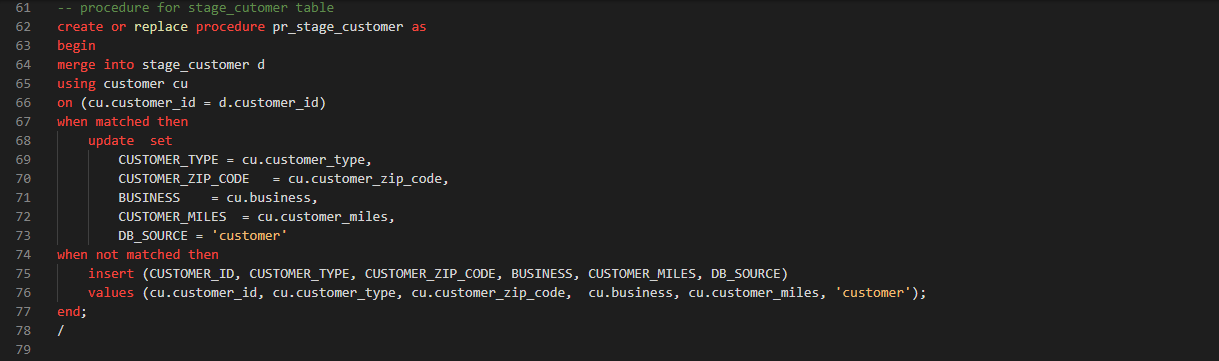 61 -- procedure for stage_cutomer table
62 create or replace procedure pr_stage_customer as
63 begin
64 merge into stage_customer d
65 using customer cu
66 on (cu.customer_id = d.customer_id)
67 when matched then
68     update  set
69         CUSTOMER_TYPE = cu.customer_type,
70         CUSTOMER_ZIP_CODE   = cu.customer_zip_code,
71         BUSINESS    = cu.business,
72         CUSTOMER_MILES  = cu.customer_miles,
73         DB_SOURCE = 'customer'
74 when not matched then
75     insert (CUSTOMER_ID, CUSTOMER_TYPE, CUSTOMER_ZIP_CODE, BUSINESS, CUSTOMER_MILES, DB_SOURCE)
76     values (cu.customer_id, cu.customer_type, cu.customer_zip_code,  cu.business, cu.customer_miles, 'customer');
77 end;
78 /
79